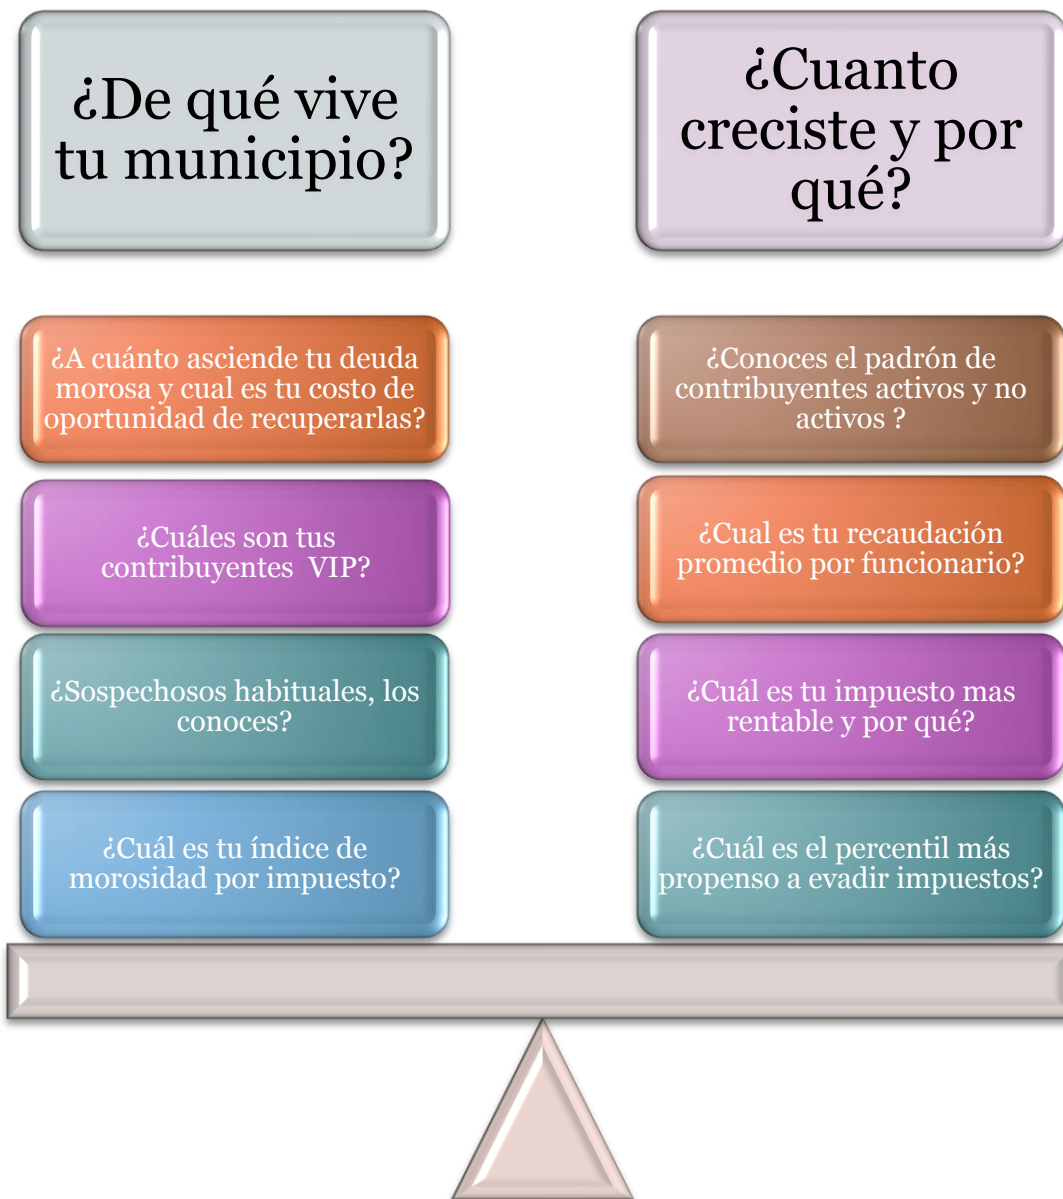 ¿De qué vive
tu municipio?
¿Cuanto
creciste y por
qué?
¿A cuánto asciende tu deuda
morosa y cual es tu costo de
oportunidad de recuperarlas?
¿Cuáles son tus
contribuyentes VIP?
¿Sospechosos habituales, los
conoces?
¿Cuál es tu índice de
morosidad por impuesto?
¿Conoces el padrón de
contribuyentes activos y no
activos ?
¿Cual es tu recaudación
promedio por funcionario?
¿Cuál es tu impuesto mas
rentable y por qué?
¿Cuál es el percentil más
propenso a evadir impuestos?